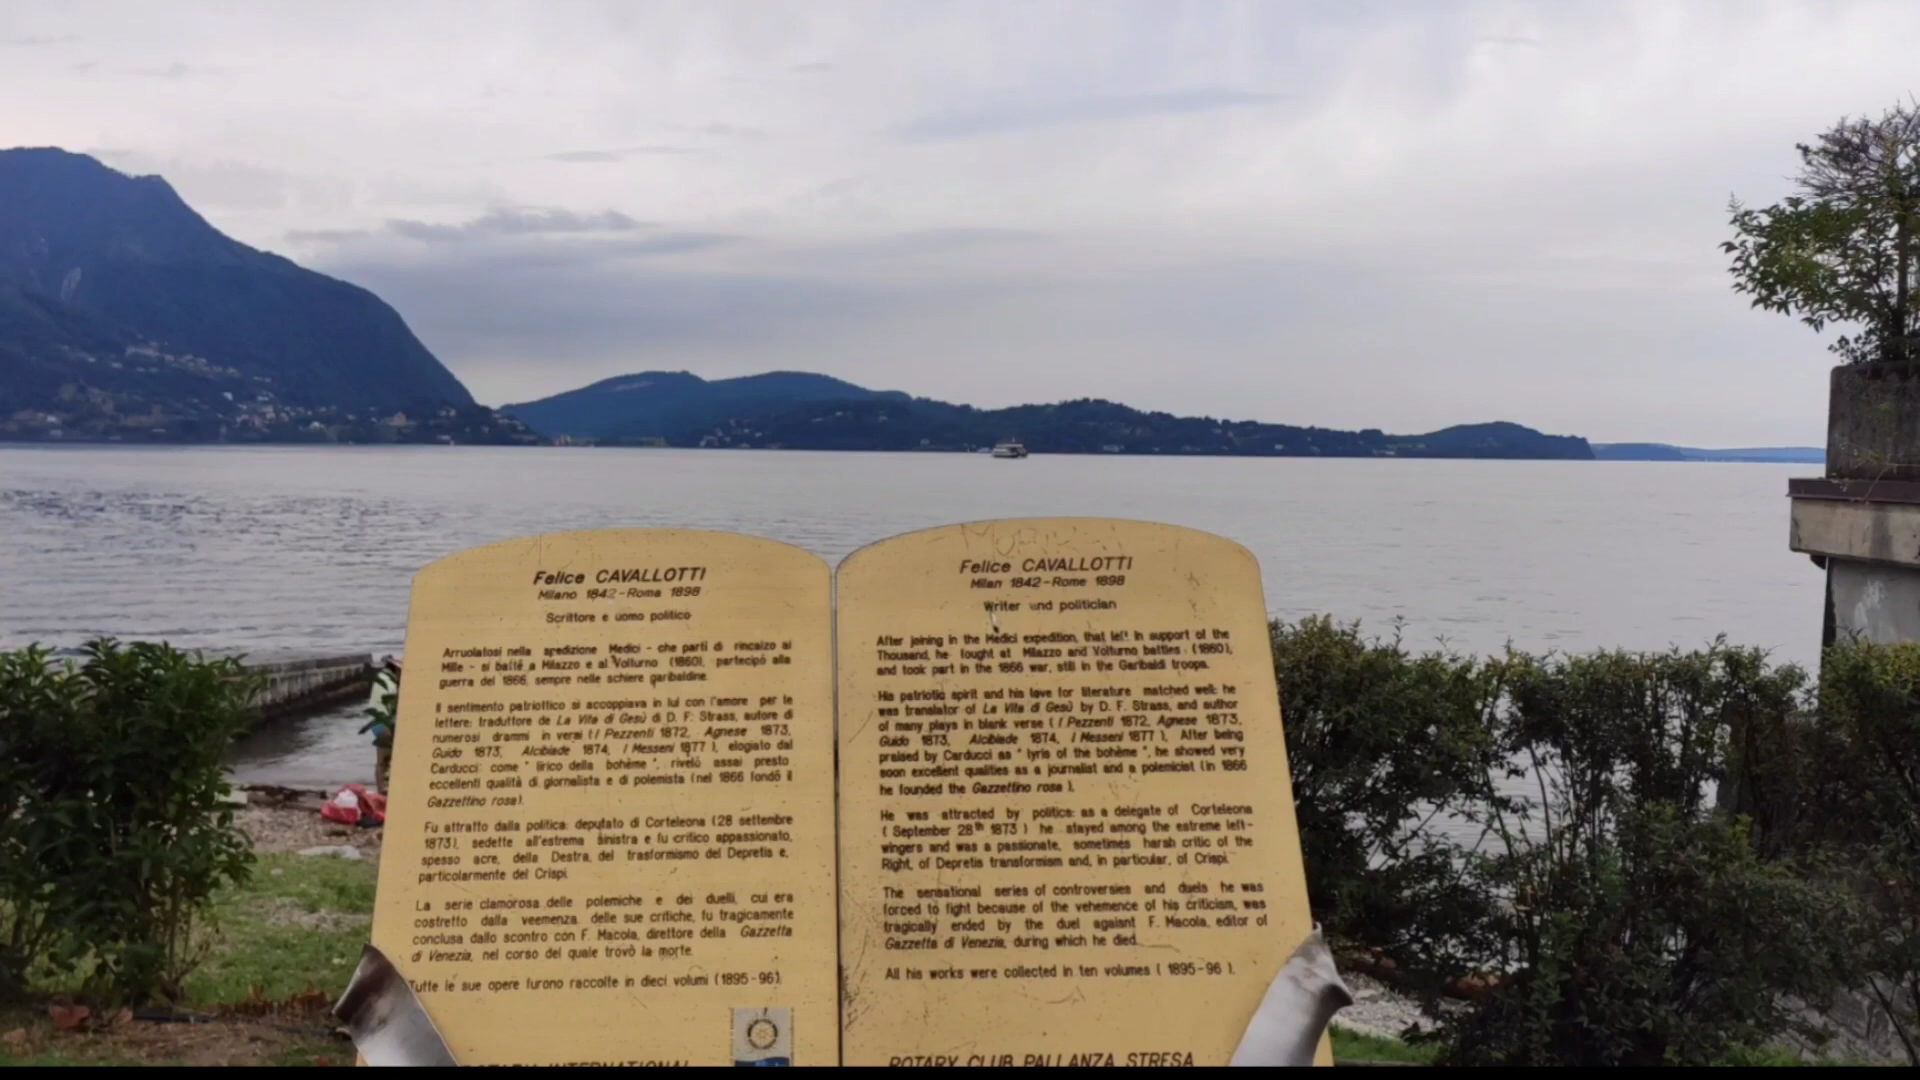 Felice CAVALLOTTI
Milano 1842-Roma 1898
Scrittore e uomo politico
Arruolatosi nella spedizione Medici - che partì di rincalzo ai
Mille - si battè a Milazzo e al Volturno (1860), partecipò alla
guerra del 1866, sempre nelle schiere garibaldine.
Il sentimento patriottico si accoppiava in lui con l'amore per le
lettere: traduttore de La Vita di Gesù di D. F. Strass, autore di
numerosi drammi in versi (I Pezzenti 1872, Agnese 1873,
Guido 1873, Alcibiade 1874, I Messeni 1877), elogiato dal
Carducci come "lirico della bohème", rivelò assai presto
eccellenti qualità di giornalista e di polemista (nel 1866 fondò il
Gazzettino rosa).
Fu attratto dalla politica: deputato di Corteleona (28 settembre
1873), sedette all'estrema sinistra e fu critico appassionato,
spesso acre, della Destra, del trasformismo del Depretis e,
particolarmente del Crispi.
La serie clamorosa delle polemiche e dei duelli, cui era
costretto dalla veemenza delle sue critiche, fu tragicamente
conclusa dallo scontro con F. Macola, direttore della Gazzetta
di Venezia, nel corso del quale trovò la morte.
Tutte le sue opere furono raccolte in dieci volumi (1895-96).
ROTARY INTERNATIONAL
Felice CAVALLOTTI
Milan 1842-Rome 1898
Writer and politician
After joining in the Medici expedition, that left in support of the
Thousand, he fought at Milazzo and Volturno battles (1860),
and took part in the 1866 war, still in the Garibaldi troops.
His patriotic spirit and his love for literature matched well: he
was translator of La Vita di Gesù by D. F. Strass, and author
of many plays in blank verse (I Pezzenti 1872, Agnese 1873,
Guido 1873, Alcibiade 1874, I Messeni 1877). After being
praised by Carducci as "lyris of the bohème", he showed very
soon excellent qualities as a journalist and a polemicist (in 1866
he founded the Gazzettino rosa).
He was attracted by politics: as a delegate of Corteleona
(September 28th 1873) he stayed among the estreme left-
wingers and was a passionate, sometimes harsh critic of the
Right, of Depretis transformism and, in particular, of Crispi.
The sensational series of controversies and duels he was
forced to fight because of the vehemence of his criticism, was
tragically ended by the duel agaisnt F. Macola, editor of
Gazzetta di Venezia, during which he died.
All his works were collected in ten volumes (1895-96).
ROTARY CLUB PALLANZA STRESA